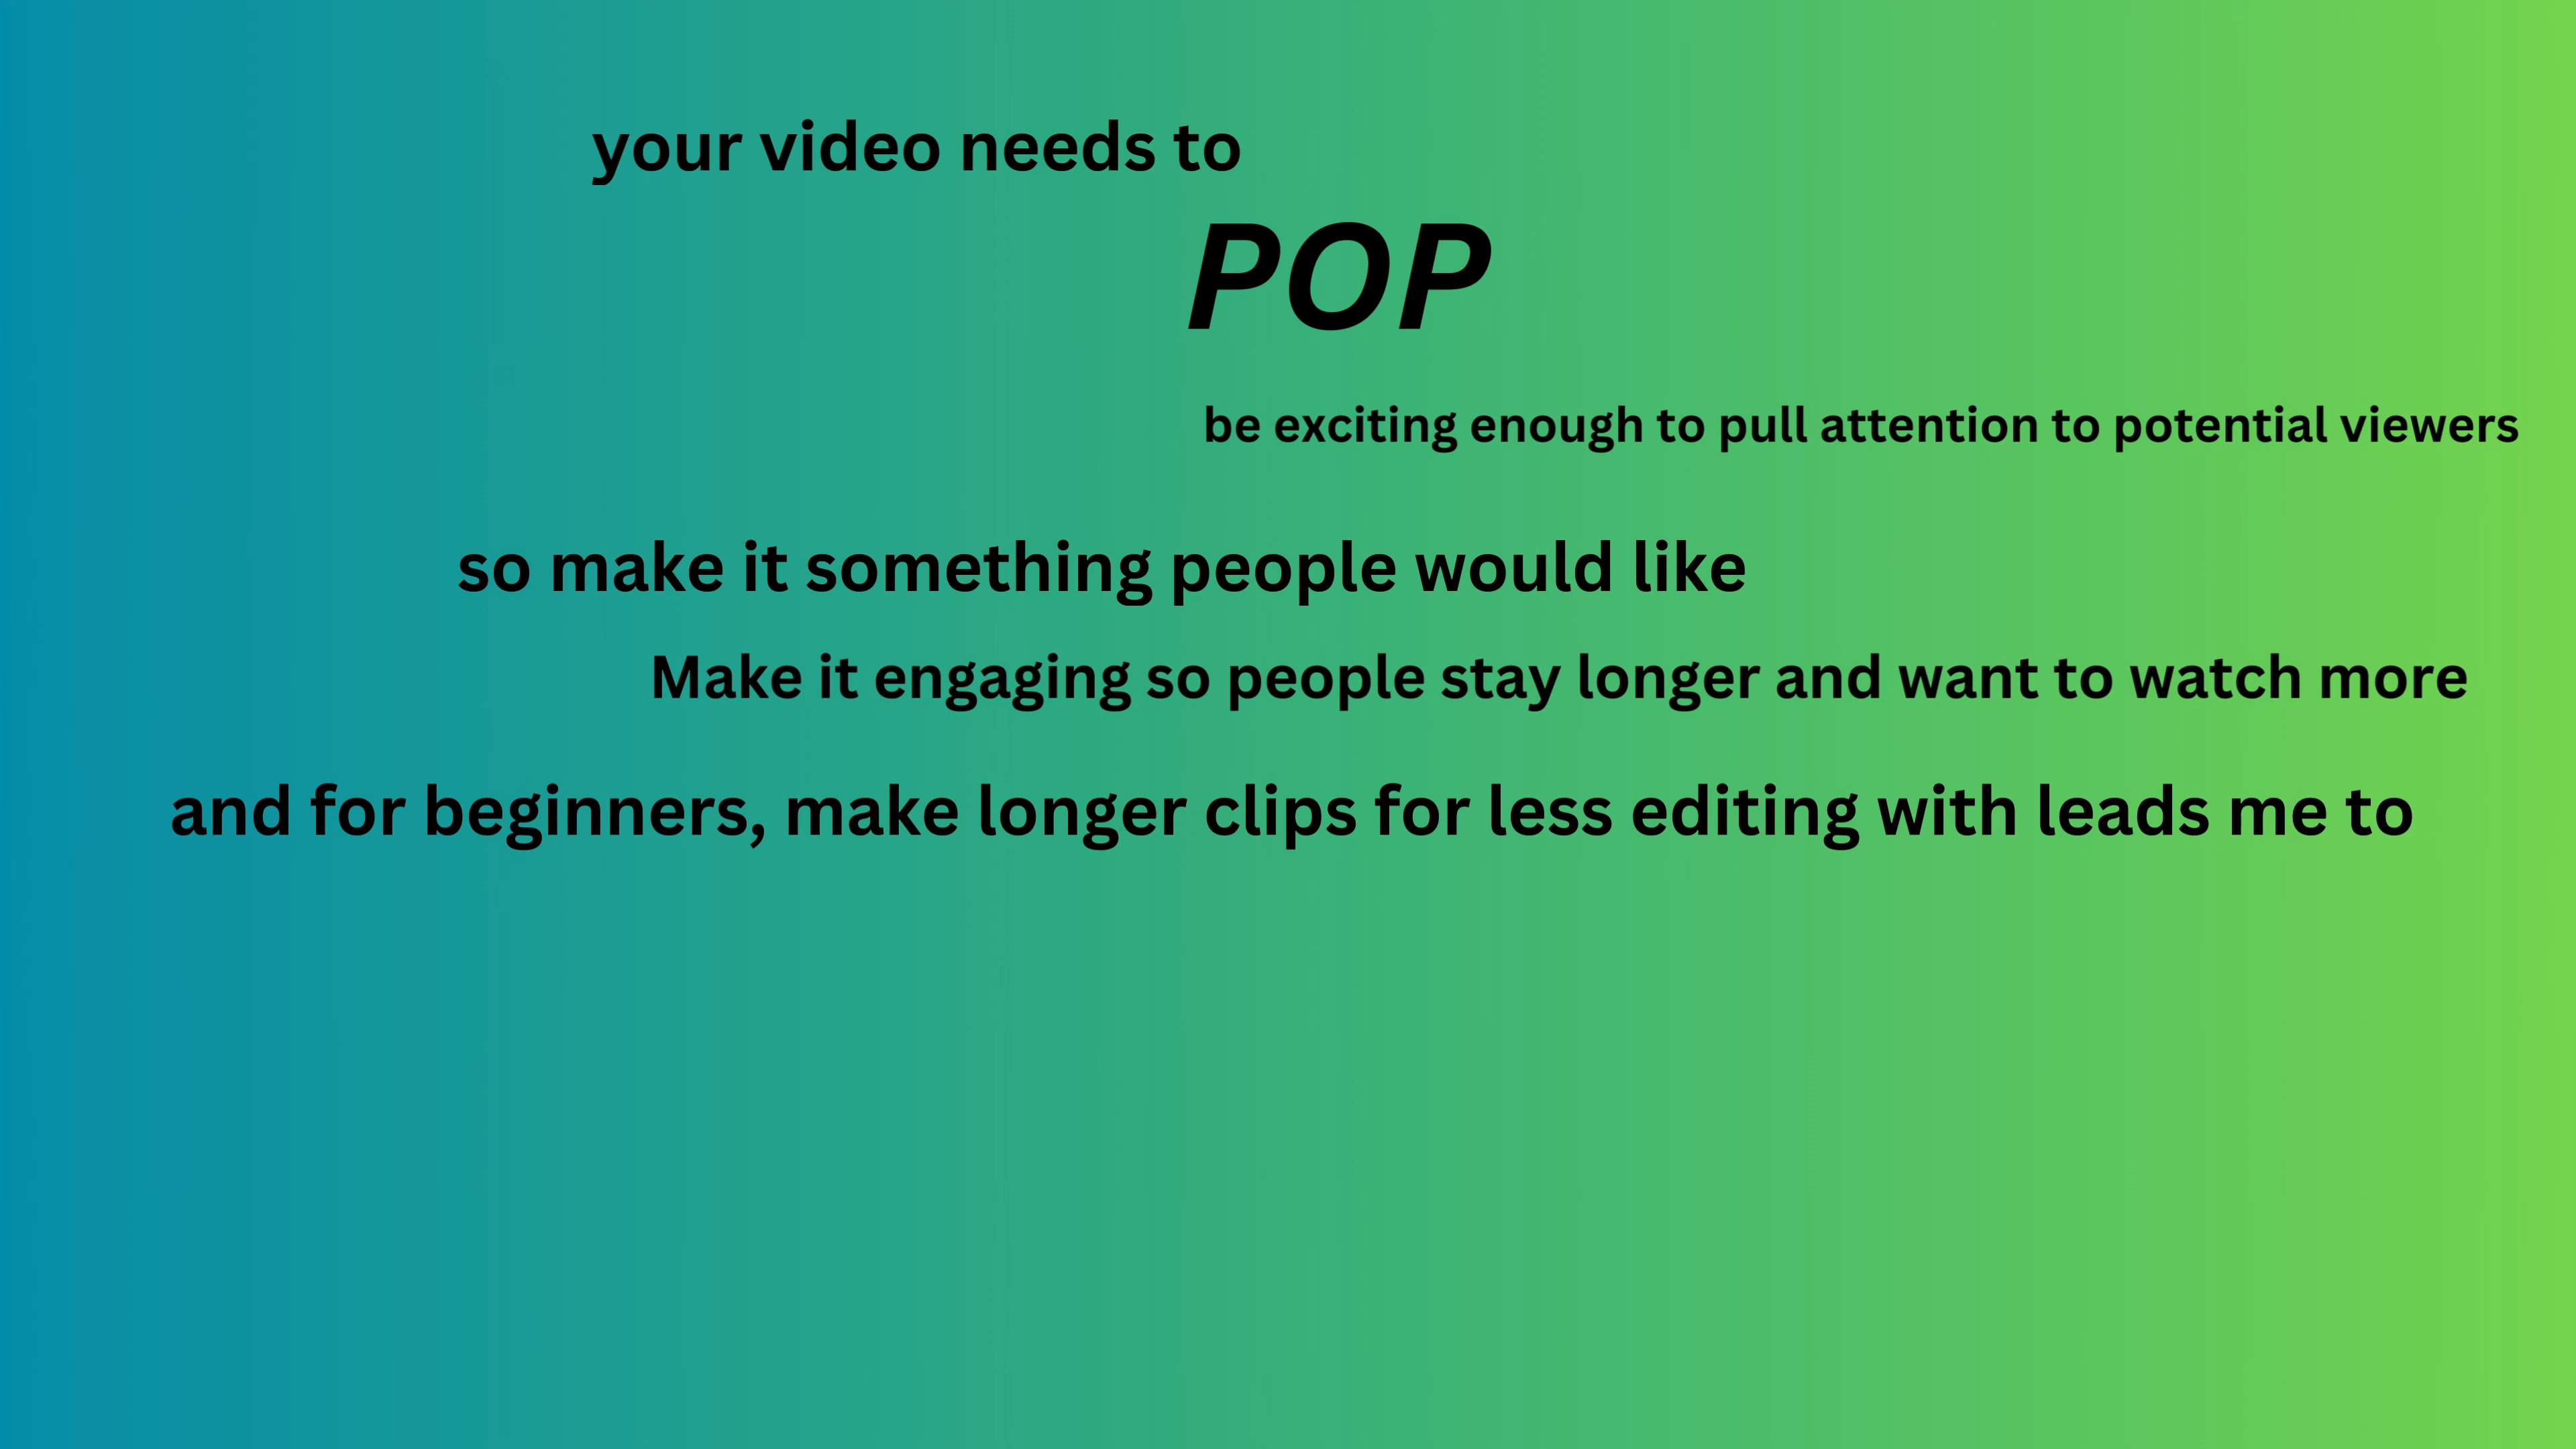 your video needs to
POP
be exciting enough to pull attention to potential viewers
so make it something people would like
Make it engaging so people stay longer and want to watch more
and for beginners, make longer clips for less editing with leads me to